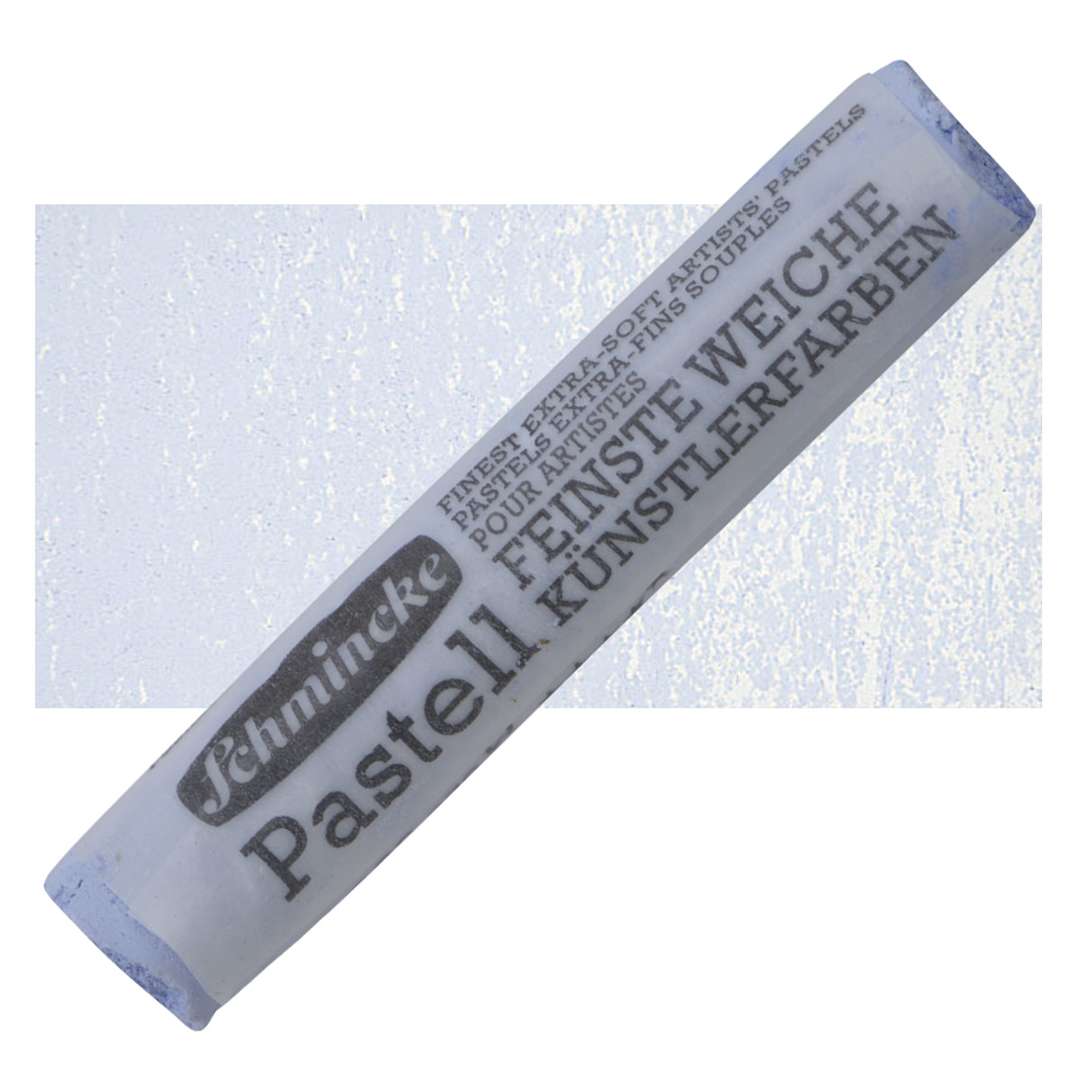 Schmincke
Pastell
FINEST EXTRA-SOFT ARTISTS' PASTELS
PASTELS EXTRA-FINS SOUPLES
POUR ARTISTES
FEINSTE WEICHE
KÜNSTLERFARBEN